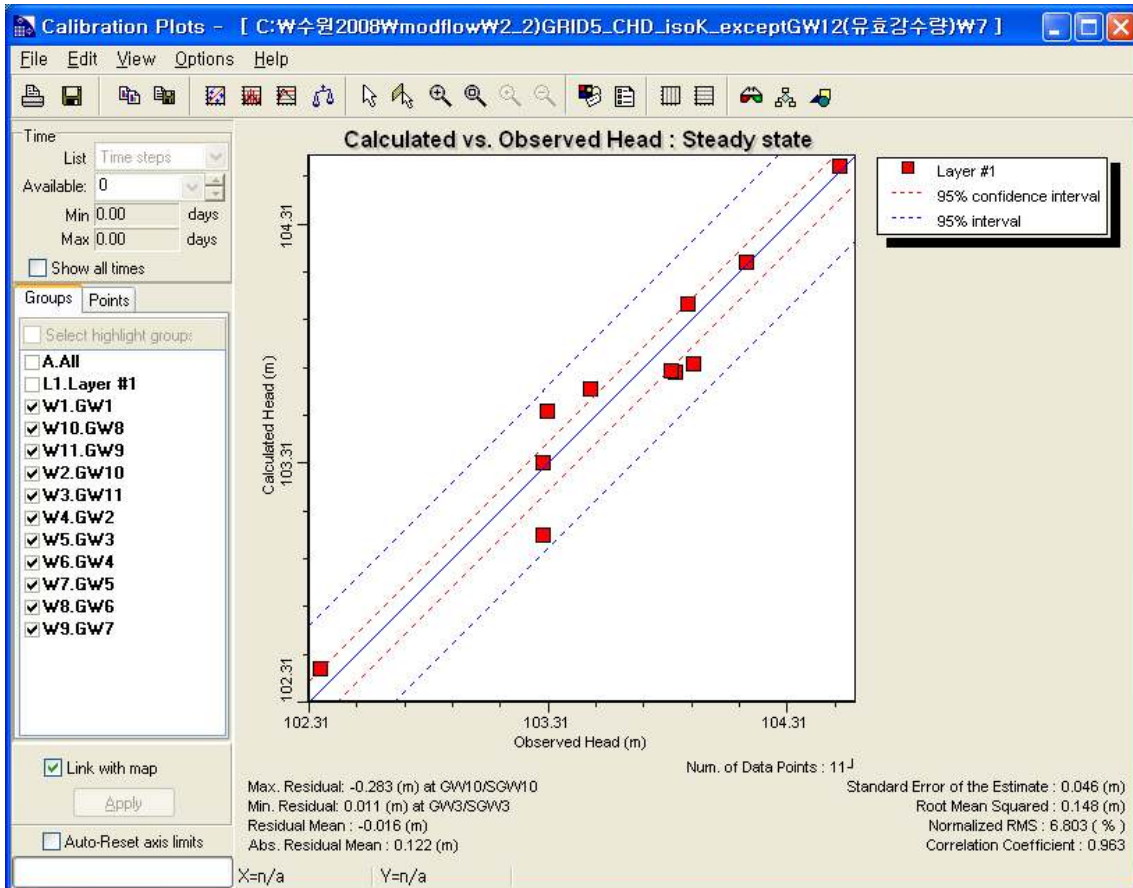 Calibration Plots - [ C:₩수원2008₩modflow₩2_2)GRID5_CHD_isoK_exceptGW12(유효강수량)₩7 ]
File Edit View Options Help
Time
List Time steps
Available: 0
Min 0.00 days
Max 0.00 days
Show all times
Groups Points
Select highlight group:
A.All
L1.Layer #1
W1.GW1
W10.GW8
W11.GW9
W2.GW10
W3.GW11
W4.GW2
W5.GW3
W6.GW4
W7.GW5
W8.GW6
W9.GW7
Link with map
Apply
Auto-Reset axis limits
Calculated vs. Observed Head : Steady state
Layer #1
95% confidence interval
95% interval
Calculated Head (m)
104.31
103.31
102.31
102.31 103.31 104.31
Observed Head (m)
Num. of Data Points : 11
Max. Residual: -0.283 (m) at GW10/SGW10
Min. Residual: 0.011 (m) at GW3/SGW3
Residual Mean : -0.016 (m)
Abs. Residual Mean : 0.122 (m)
Standard Error of the Estimate : 0.046 (m)
Root Mean Squared : 0.148 (m)
Normalized RMS : 6.803 ( % )
Correlation Coefficient : 0.963
X=n/a Y=n/a